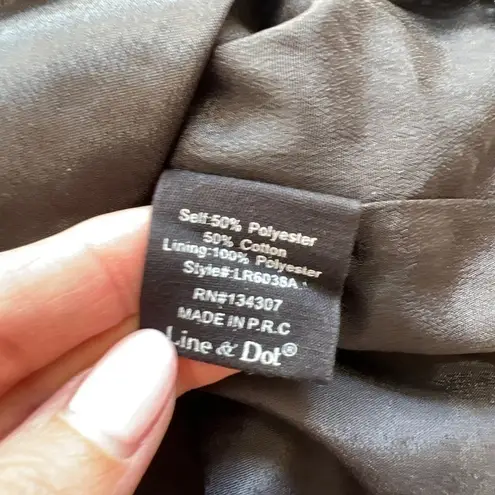 Self:50% Polyester
50% Cotton
Lining:100% Polyester
Style#:LR6038A
RN#134307
MADE IN P.R.C
Line & Dot®